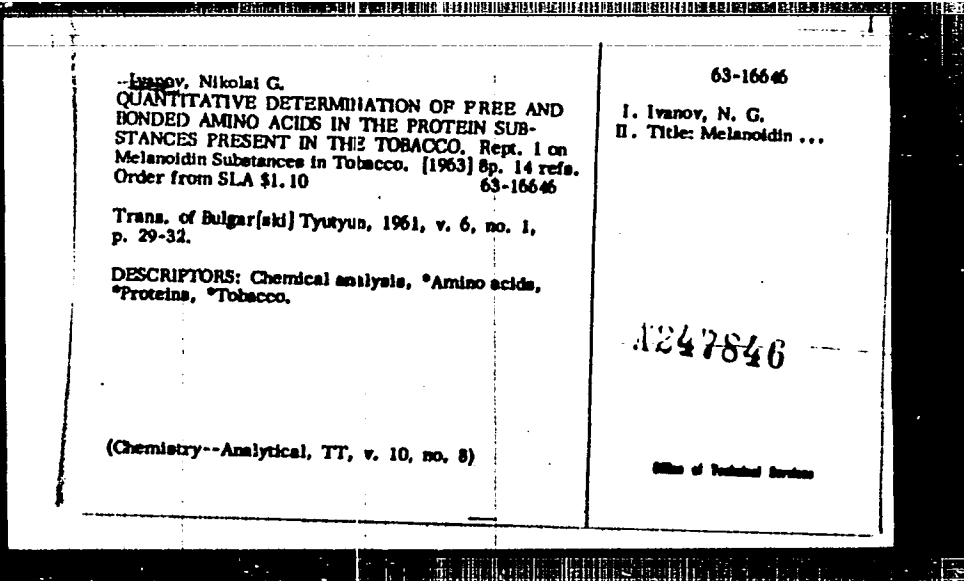 Ivanov, Nikolai G.
QUANTITATIVE DETERMINATION OF FREE AND
BONDED AMINO ACIDS IN THE PROTEIN SUB-
STANCES PRESENT IN THE TOBACCO. Rept. 1 on
Melanoidin Substances in Tobacco. [1963] 8p. 14 refs.
Order from SLA $1.10 63-16646
Trans. of Bulgar[ski] Tyutyun, 1961, v. 6, no. 1,
p. 29-32.
DESCRIPTORS: Chemical analysis, *Amino acids,
*Proteins, *Tobacco.
(Chemistry--Analytical, TT, v. 10, no. 8)
63-16646
I. Ivanov, N. G.
II. Title: Melanoidin ...
247846
Office of Technical Services